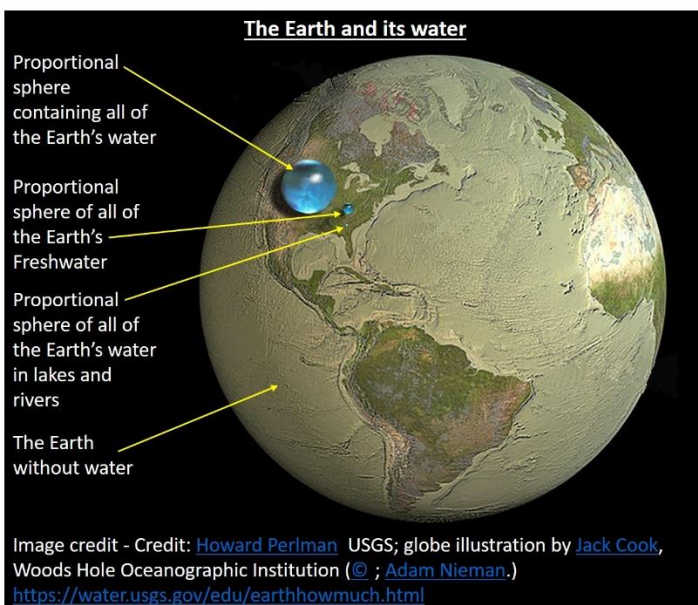 The Earth and its water
Proportional
sphere
containing all of
the Earth's water
Proportional
sphere of all of
the Earth's
Freshwater
Proportional
sphere of all of
the Earth's water
in lakes and
rivers
The Earth
without water
Image credit - Credit: Howard Perlman  USGS; globe illustration by Jack Cook,
Woods Hole Oceanographic Institution (© ; Adam Nieman.)
https://water.usgs.gov/edu/earthhowmuch.html